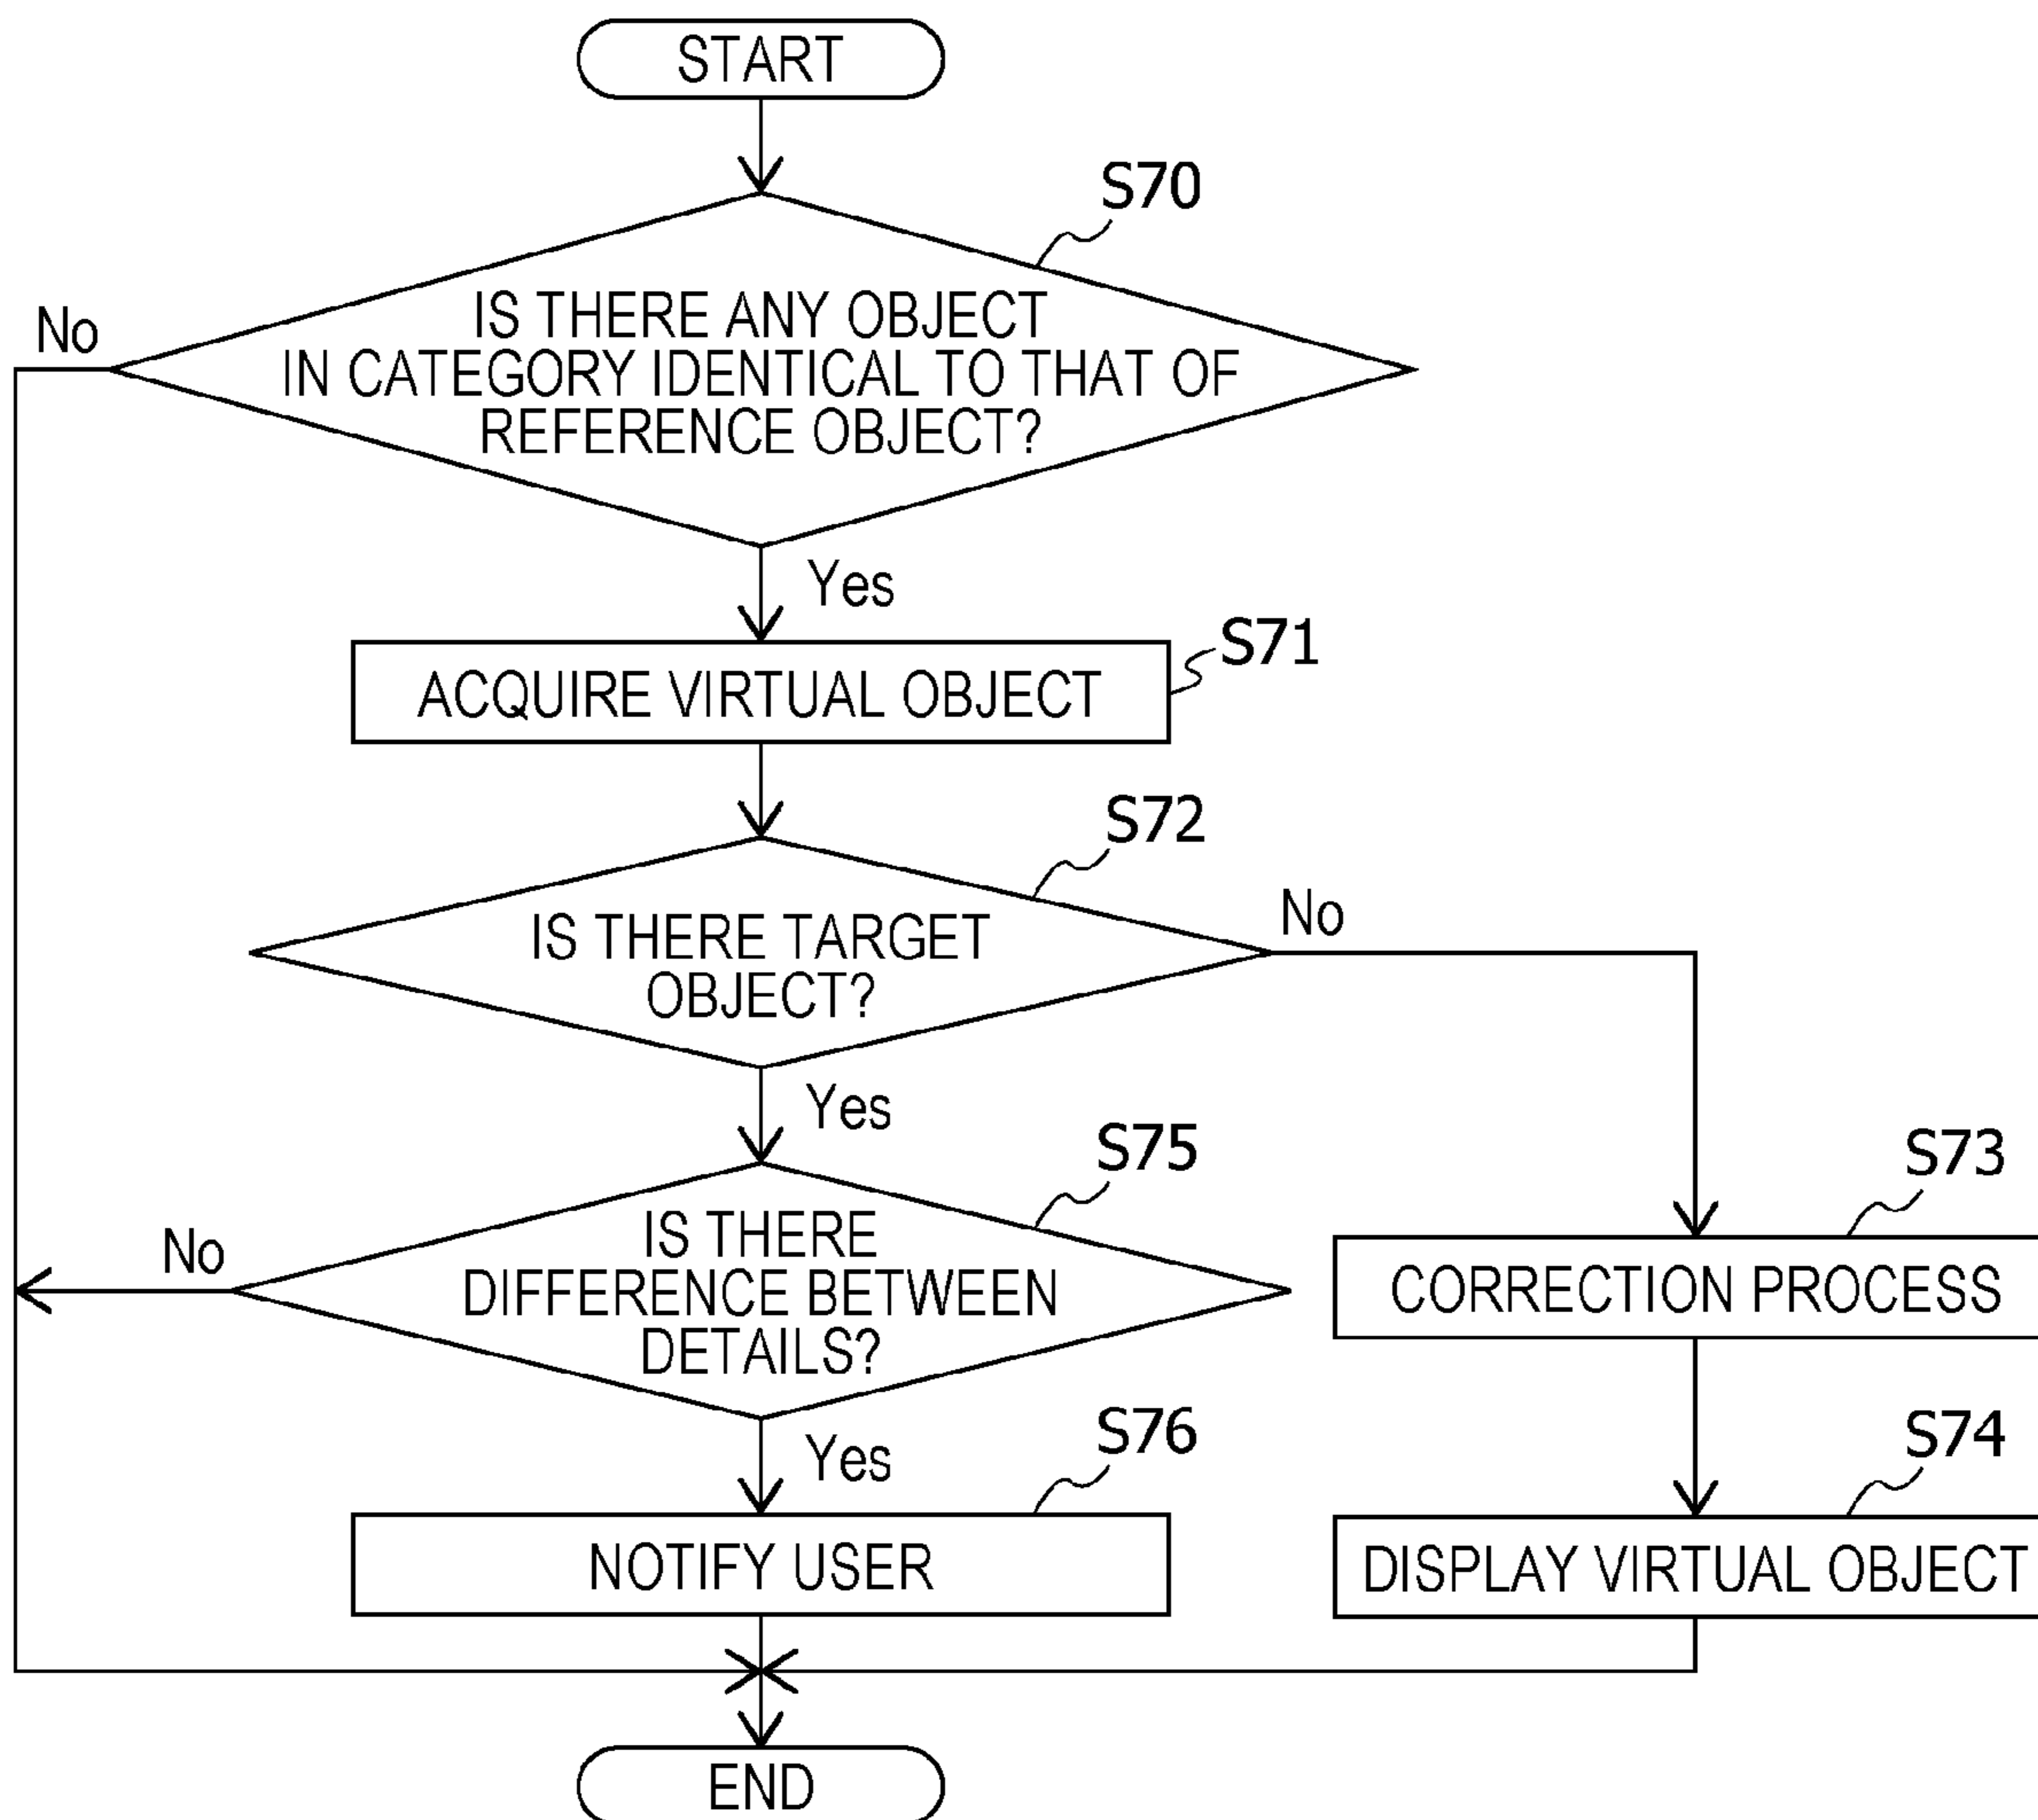 START
S70
IS THERE ANY OBJECT
IN CATEGORY IDENTICAL TO THAT OF
REFERENCE OBJECT?
No
Yes
S71
ACQUIRE VIRTUAL OBJECT
S72
IS THERE TARGET
OBJECT?
No
Yes
S75
IS THERE
DIFFERENCE BETWEEN
DETAILS?
No
S73
CORRECTION PROCESS
Yes
S76
NOTIFY USER
S74
DISPLAY VIRTUAL OBJECT
END